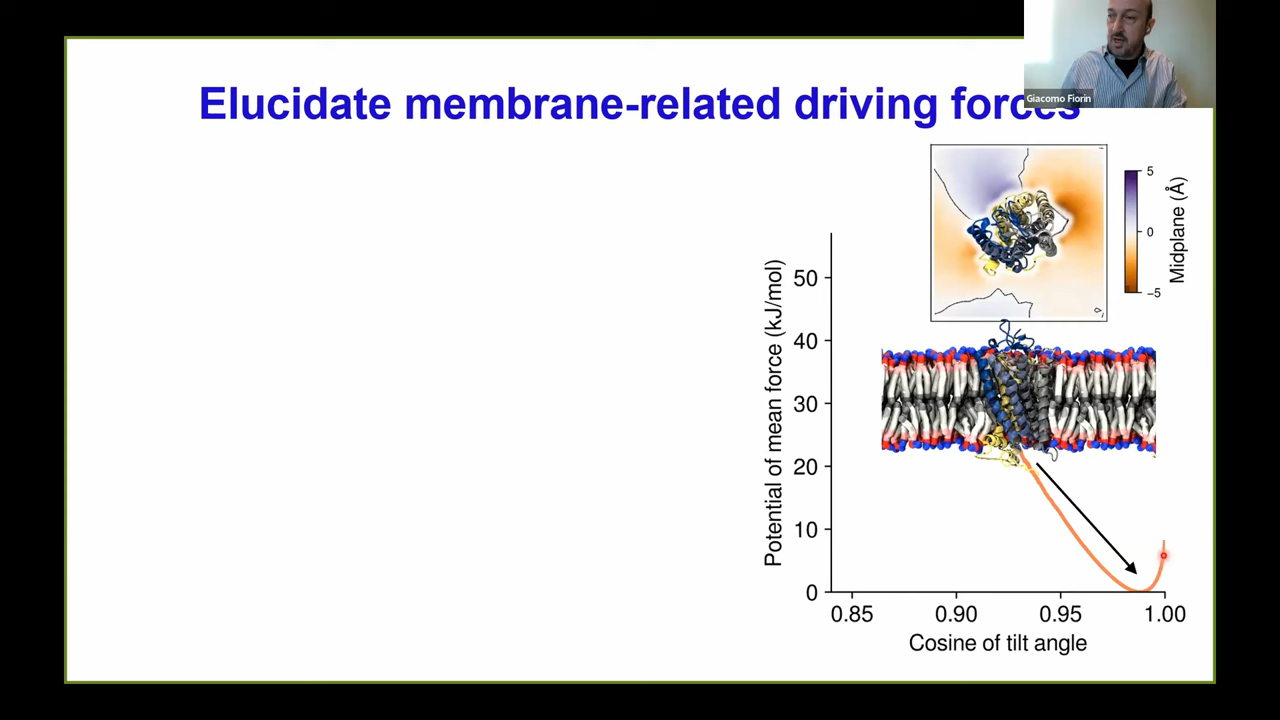 Giacomo Fiorin
Elucidate membrane-related driving forces
5
0
−5
Midplane (Å)
50
40
30
20
10
0
Potential of mean force (kJ/mol)
0.85 0.90 0.95 1.00
Cosine of tilt angle